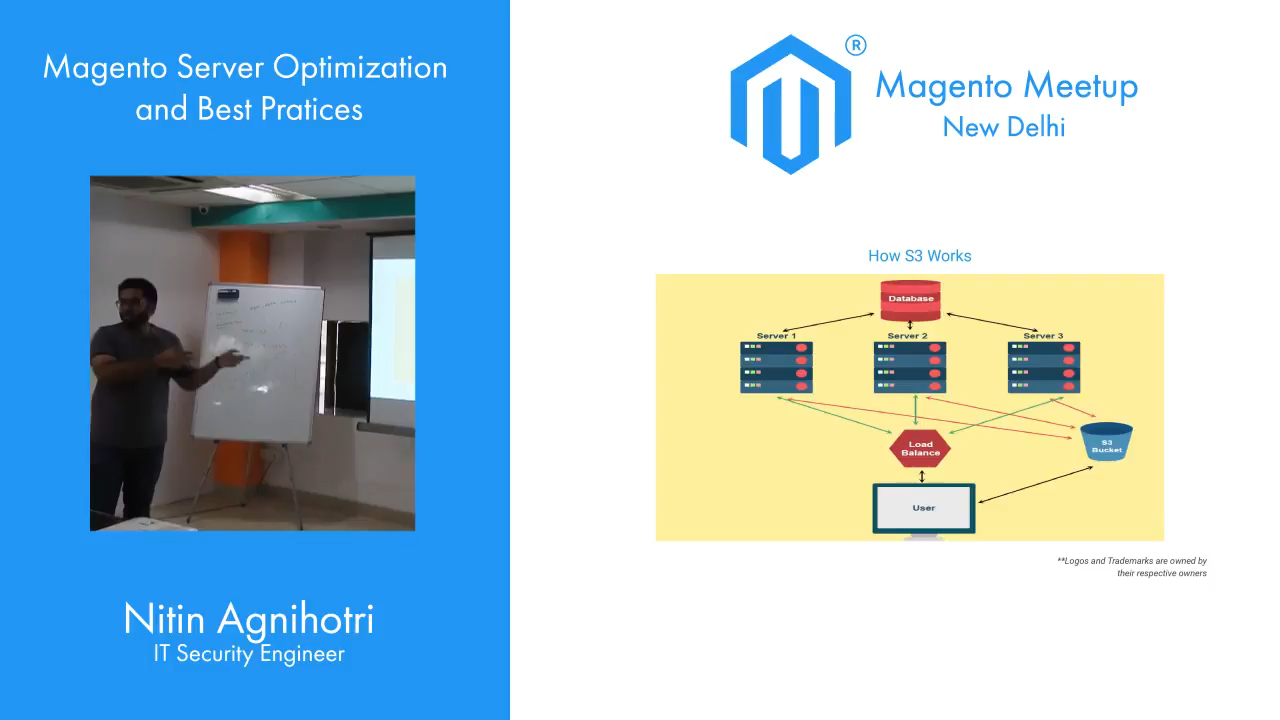 Magento Server Optimization
and Best Pratices
Nitin Agnihotri
IT Security Engineer
®
Magento Meetup
New Delhi
How S3 Works
Database
Server 1
Server 2
Server 3
Load
Balance
S3
Bucket
User
**Logos and Trademarks are owned by
their respective owners